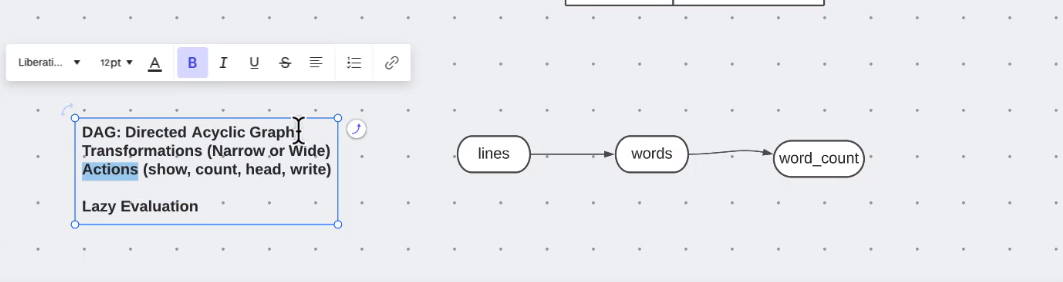 Liberati... 12pt A B I U S
DAG: Directed Acyclic Graph
Transformations (Narrow or Wide)
Actions (show, count, head, write)
Lazy Evaluation
lines words word_count